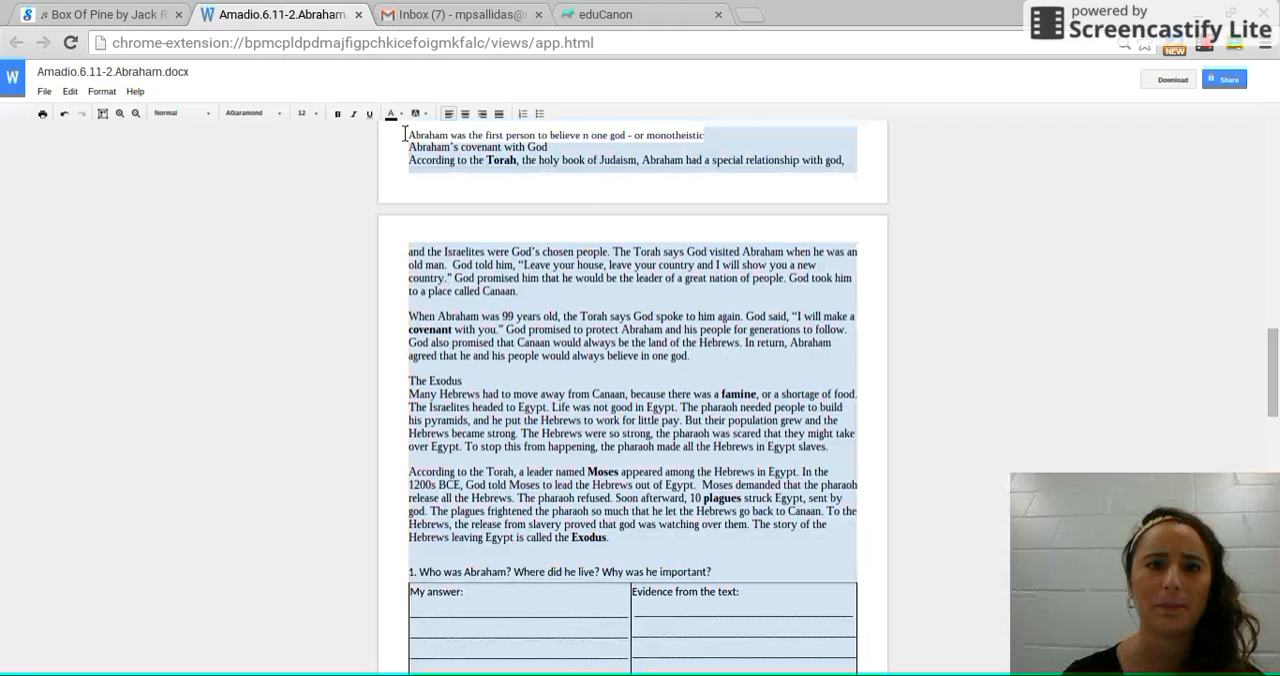 Box Of Pine by Jack R
Amadio.6.11-2.Abraham.
Inbox (7) - mpsallidas@
eduCanon
powered by
Screencastify Lite
chrome-extension://bpmcpldpdmajfigpchkicefoigmkfalc/views/app.html
NEW
W
Amadio.6.11-2.Abraham.docx
File Edit Format Help
Download
Share
Normal
AGaramond
12
B I U A A
Abraham was the first person to believe n one god - or monotheistic
Abraham's covenant with God
According to the Torah, the holy book of Judaism, Abraham had a special relationship with god,
and the Israelites were God's chosen people. The Torah says God visited Abraham when he was an
old man. God told him, “Leave your house, leave your country and I will show you a new
country.” God promised him that he would be the leader of a great nation of people. God took him
to a place called Canaan.
When Abraham was 99 years old, the Torah says God spoke to him again. God said, “I will make a
covenant with you.” God promised to protect Abraham and his people for generations to follow.
God also promised that Canaan would always be the land of the Hebrews. In return, Abraham
agreed that he and his people would always believe in one god.
The Exodus
Many Hebrews had to move away from Canaan, because there was a famine, or a shortage of food.
The Israelites headed to Egypt. Life was not good in Egypt. The pharaoh needed people to build
his pyramids, and he put the Hebrews to work for little pay. But their population grew and the
Hebrews became strong. The Hebrews were so strong, the pharaoh was scared that they might take
over Egypt. To stop this from happening, the pharaoh made all the Hebrews in Egypt slaves.
According to the Torah, a leader named Moses appeared among the Hebrews in Egypt. In the
1200s BCE, God told Moses to lead the Hebrews out of Egypt. Moses demanded that the pharaoh
release all the Hebrews. The pharaoh refused. Soon afterward, 10 plagues struck Egypt, sent by
god. The plagues frightened the pharaoh so much that he let the Hebrews go back to Canaan. To the
Hebrews, the release from slavery proved that god was watching over them. The story of the
Hebrews leaving Egypt is called the Exodus.
1. Who was Abraham? Where did he live? Why was he important?
My answer:
Evidence from the text: